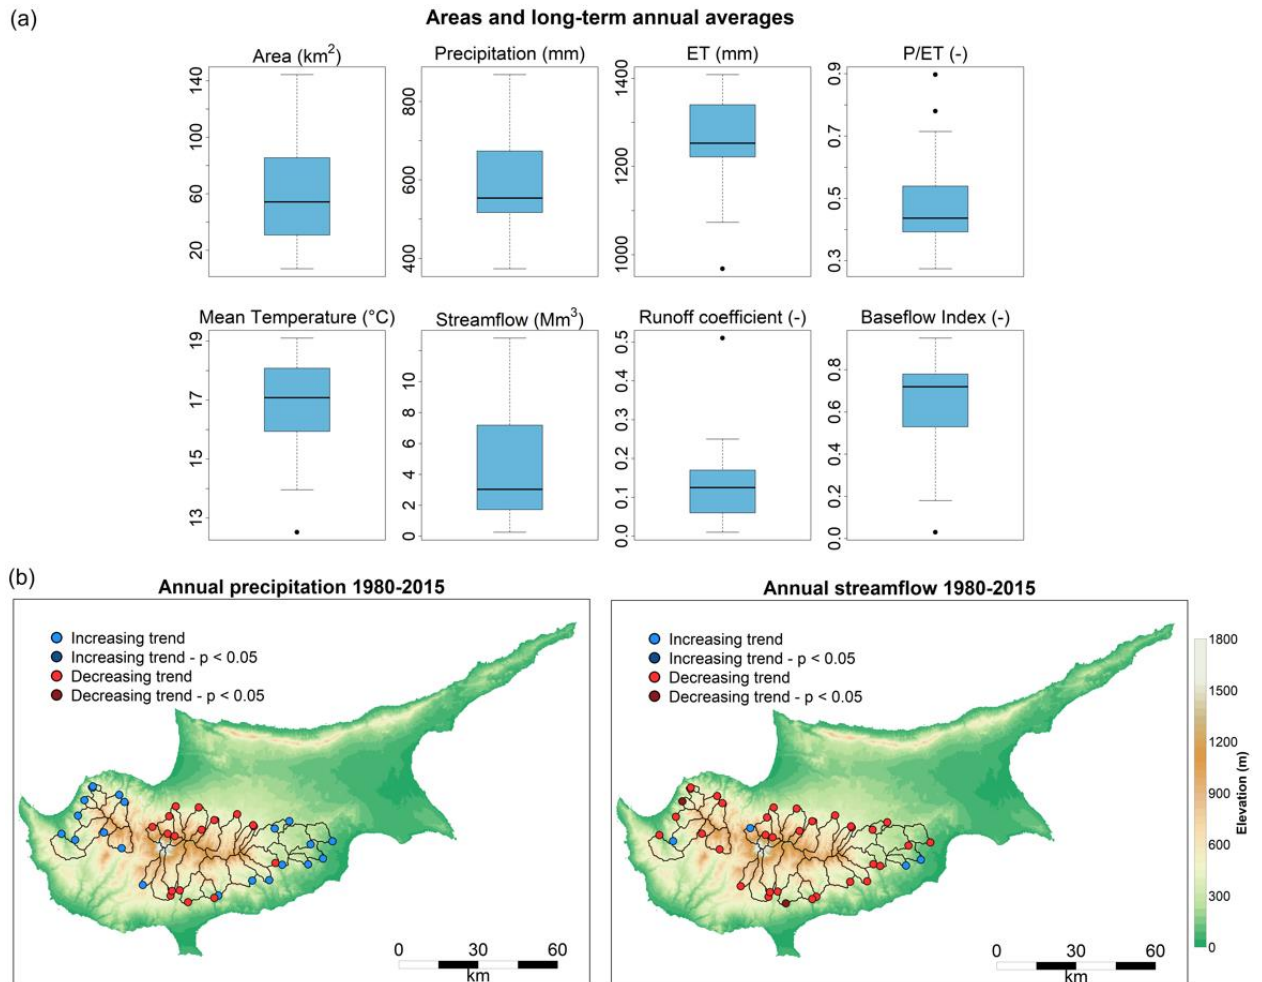 (a)
Areas and long-term annual averages
Area (km²)
Precipitation (mm)
ET (mm)
P/ET (-)
140
100
60
20
800
600
400
1400
1200
1000
0.9
0.7
0.5
0.3
Mean Temperature (°C)
Streamflow (Mm³)
Runoff coefficient (-)
Baseflow Index (-)
19
17
15
13
10
8
6
4
2
0
0.5
0.4
0.3
0.2
0.1
0.0
0.8
0.6
0.4
0.2
0.0
(b)
Annual precipitation 1980-2015
Increasing trend
Increasing trend - p < 0.05
Decreasing trend
Decreasing trend - p < 0.05
0 30 60
km
Annual streamflow 1980-2015
Increasing trend
Increasing trend - p < 0.05
Decreasing trend
Decreasing trend - p < 0.05
0 30 60
km
1800
1500
1200
900
600
300
0
Elevation (m)